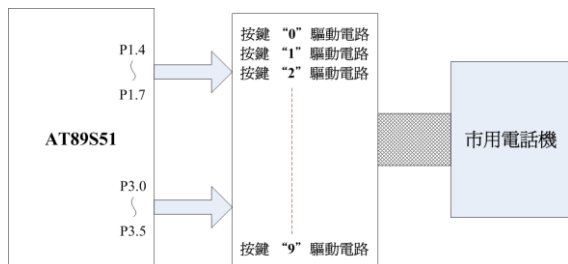 P1.4
P1.7
AT89S51
P3.0
P3.5
按鍵 “0” 驅動電路
按鍵 “1” 驅動電路
按鍵 “2” 驅動電路
按鍵 “9” 驅動電路
市用電話機